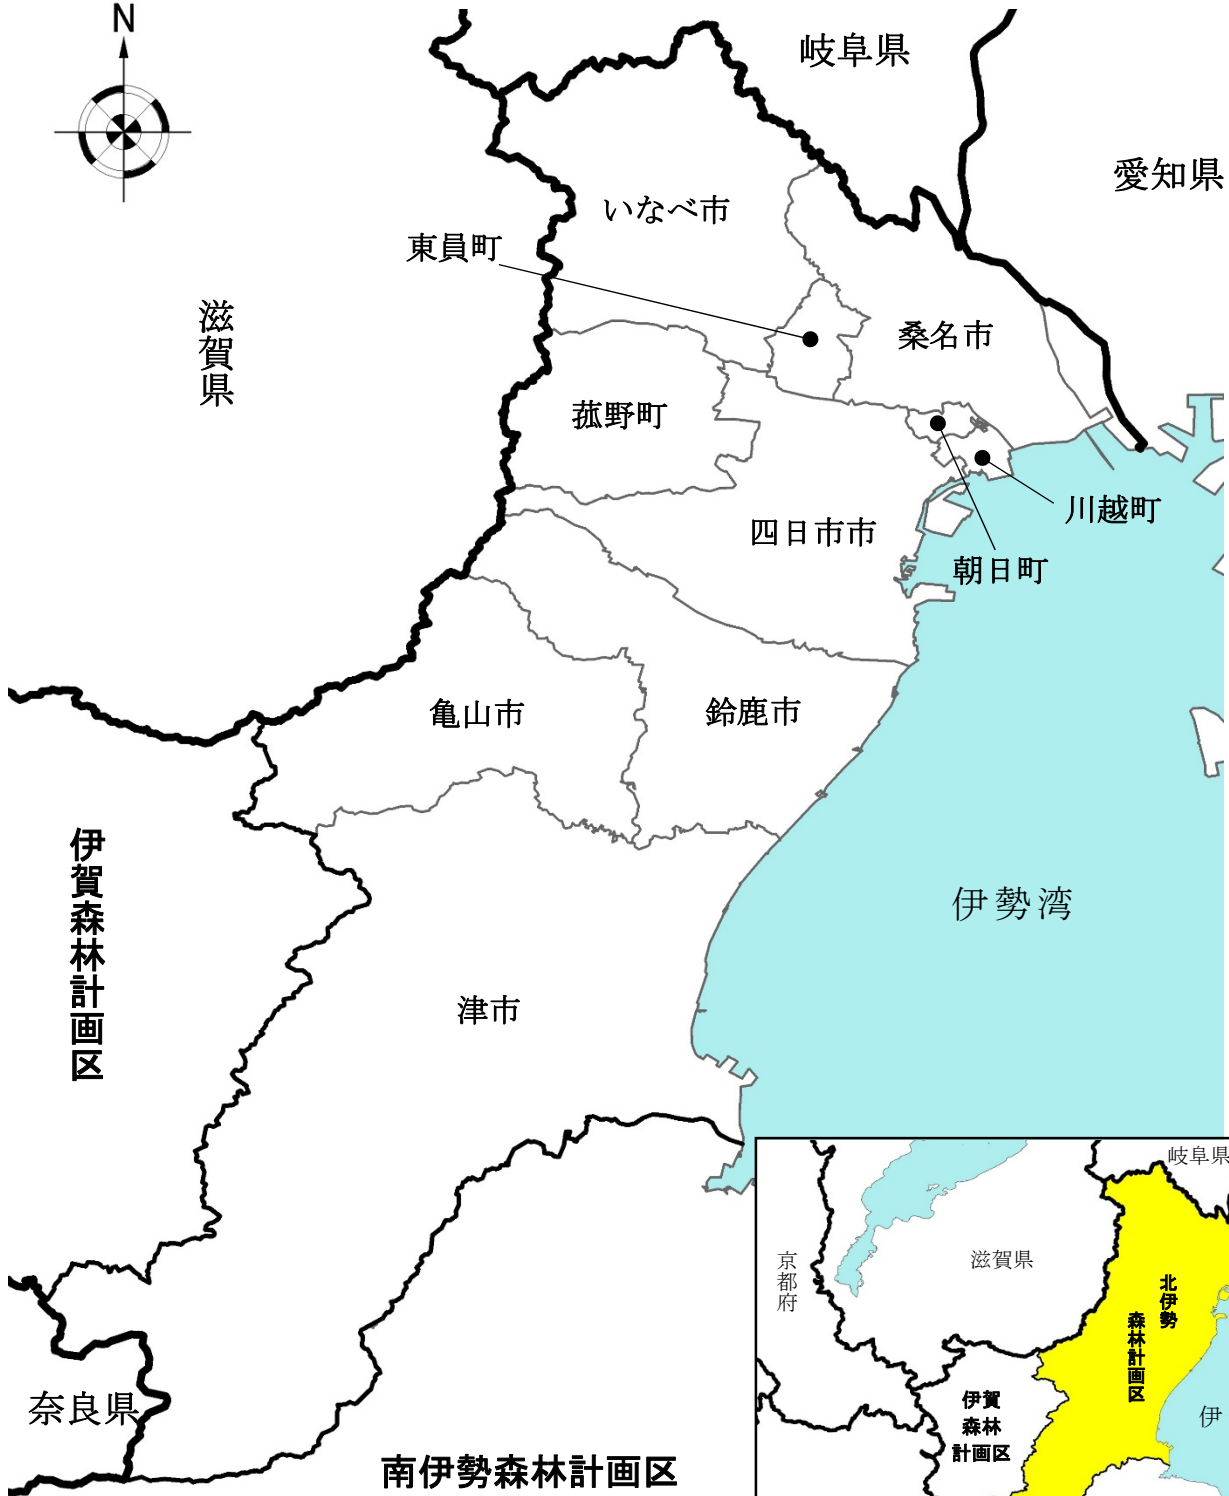 N
岐阜県
愛知県
いなべ市
東員町
滋賀県
桑名市
菰野町
川越町
四日市市
朝日町
亀山市
鈴鹿市
伊賀森林計画区
伊勢湾
津市
奈良県
南伊勢森林計画区
岐阜県
京都府
滋賀県
北伊勢
森林計画区
伊賀
森林
計画区
伊